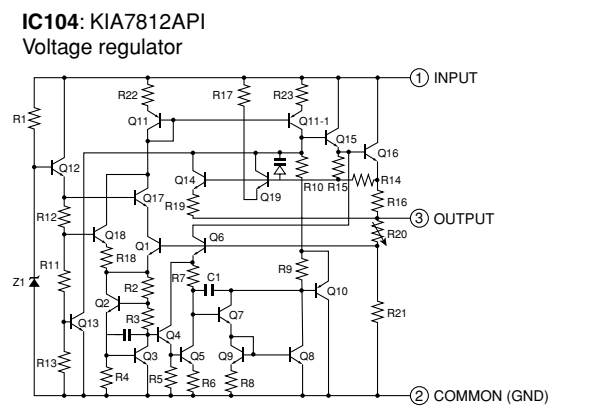 IC104: KIA7812API
Voltage regulator
1 INPUT
R22 R17 R23
R1 Q11 Q11-1 Q15
Q16
Q12
Q14 R10 R15 R14
Q17 Q19
R19 R16
R12 3 OUTPUT
Q18 Q1 Q6 R20
R18
R11 R7 C1 R9
Z1 R2 Q10
Q2
R3 Q7 R21
Q13 Q4
Q3 Q5 Q9 Q8
R13 R4 R5 R6 R8
2 COMMON (GND)